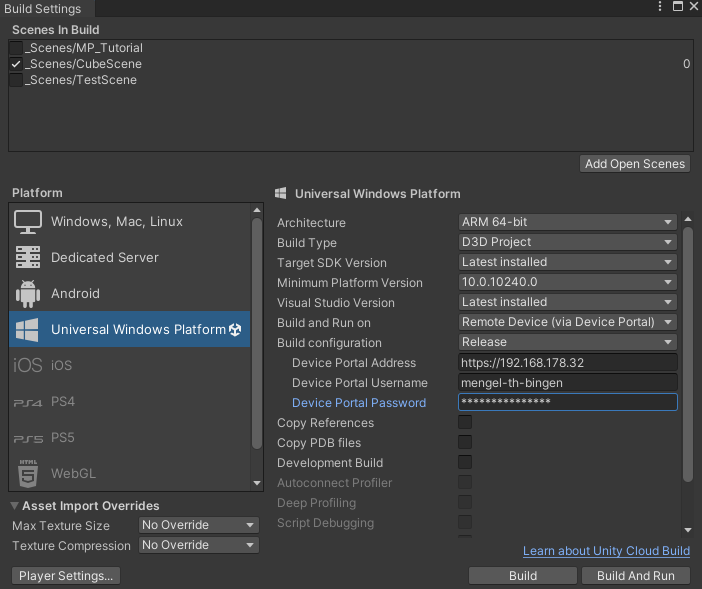 Build Settings
Scenes In Build
_Scenes/MP_Tutorial
_Scenes/CubeScene 0
_Scenes/TestScene
Add Open Scenes
Platform
Windows, Mac, Linux
Dedicated Server
Android
Universal Windows Platform
iOS iOS
PS4 PS4
PS5 PS5
HTML 5 WebGL
Universal Windows Platform
Architecture ARM 64-bit
Build Type D3D Project
Target SDK Version Latest installed
Minimum Platform Version 10.0.10240.0
Visual Studio Version Latest installed
Build and Run on Remote Device (via Device Portal)
Build configuration Release
Device Portal Address https://192.168.178.32
Device Portal Username mengel-th-bingen
Device Portal Password ***************
Copy References
Copy PDB files
Development Build
Autoconnect Profiler
Deep Profiling
Script Debugging
Asset Import Overrides
Max Texture Size No Override
Texture Compression No Override
Learn about Unity Cloud Build
Player Settings... Build Build And Run